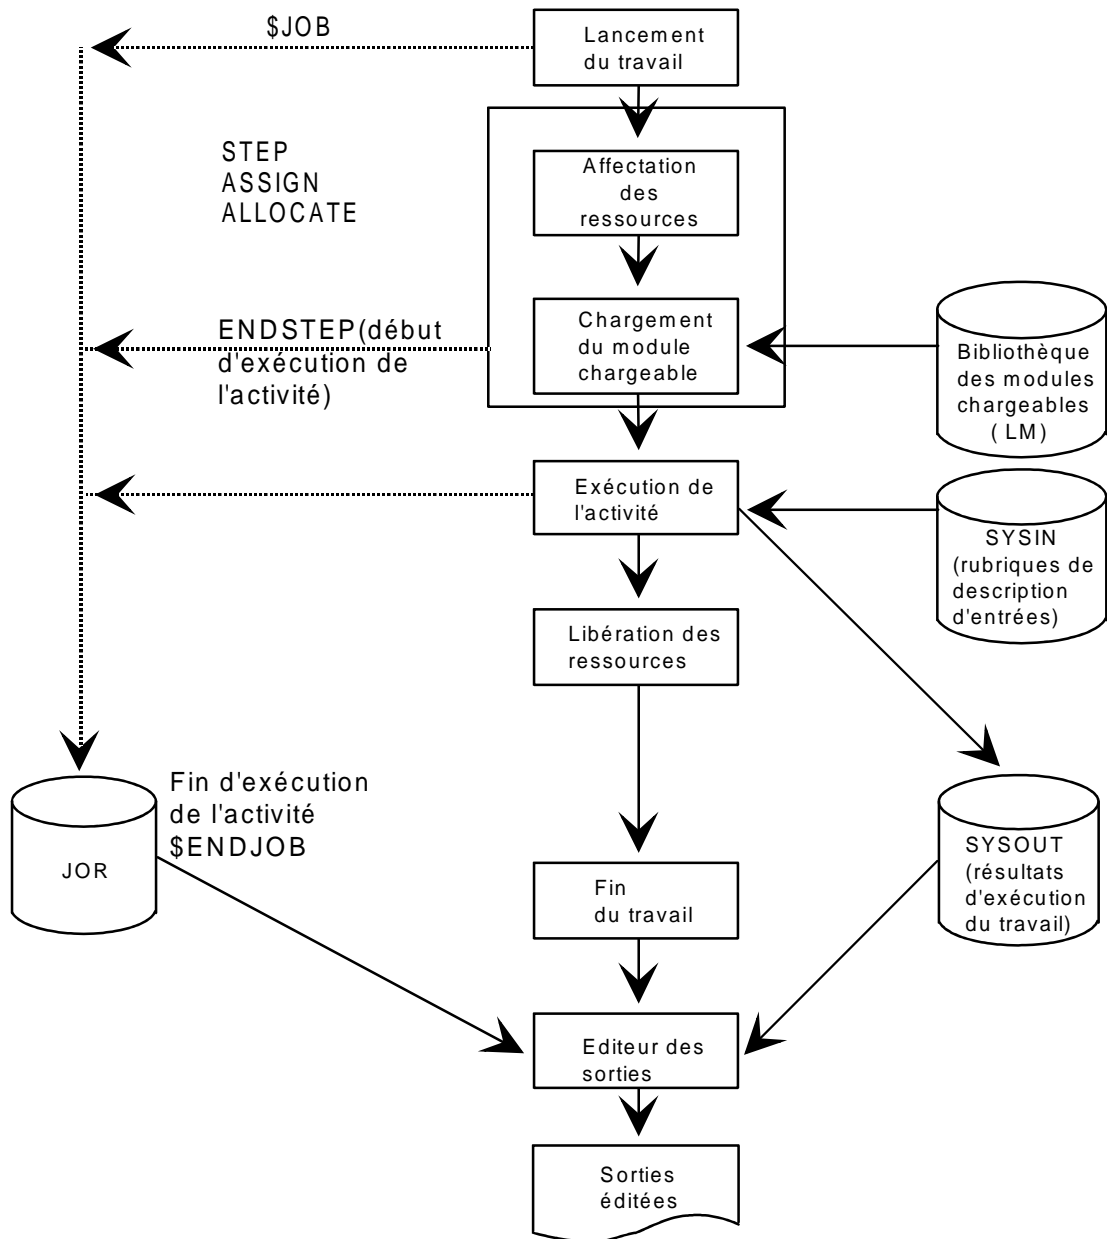 $JOB
Lancement
du travail
STEP
ASSIGN
ALLOCATE
Affectation
des
ressources
ENDSTEP(début
d'exécution de
l'activité)
Chargement
du module
chargeable
Bibliothèque
des modules
chargeables
( LM)
Exécution de
l'activité
SYSIN
(rubriques de
description
d'entrées)
Libération des
ressources
Fin d'exécution
de l'activité
$ENDJOB
JOR
SYSOUT
(résultats
d'exécution
du travail)
Fin
du travail
Editeur des
sorties
Sorties
éditées